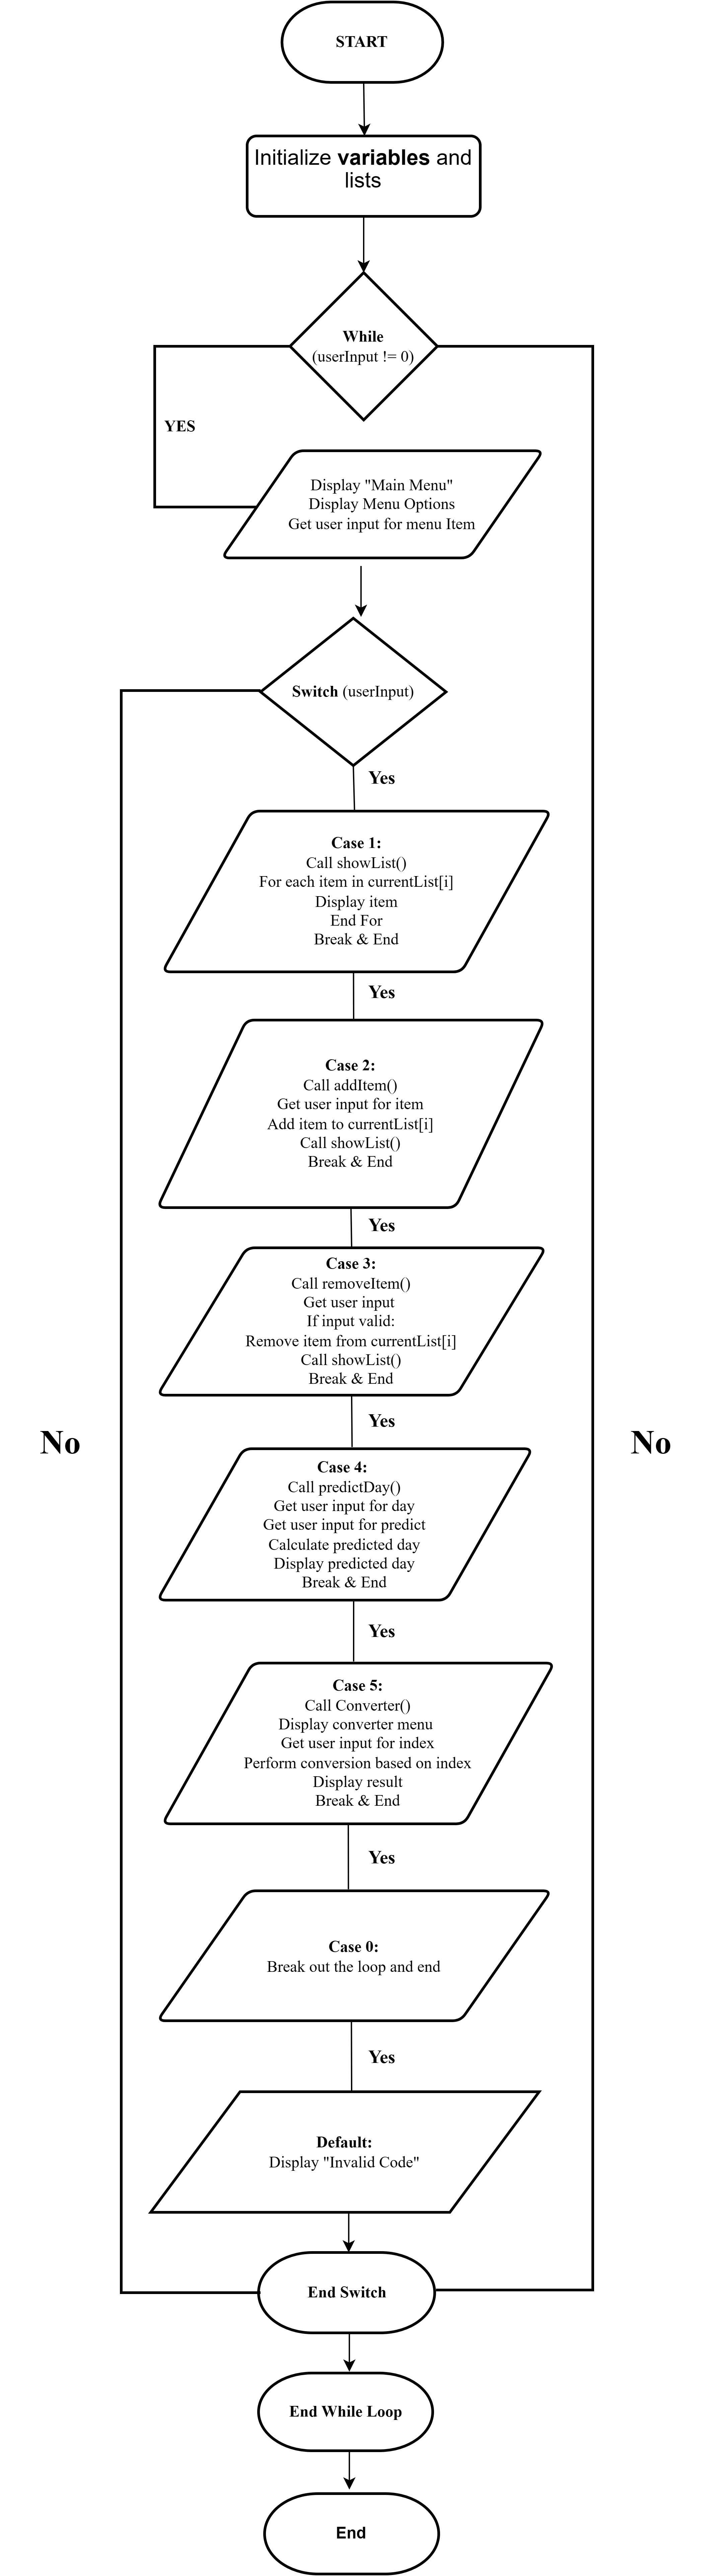 START
Initialize variables and
lists
While
(userInput != 0)
YES
Display "Main Menu"
Display Menu Options
Get user input for menu Item
Switch (userInput)
Yes
Case 1:
Call showList()
For each item in currentList[i]
Display item
End For
Break & End
Yes
Case 2:
Call addItem()
Get user input for item
Add item to currentList[i]
Call showList()
Break & End
Yes
Case 3:
Call removeItem()
Get user input
If input valid:
Remove item from currentList[i]
Call showList()
Break & End
Yes
No
No
Case 4:
Call predictDay()
Get user input for day
Get user input for predict
Calculate predicted day
Display predicted day
Break & End
Yes
Case 5:
Call Converter()
Display converter menu
Get user input for index
Perform conversion based on index
Display result
Break & End
Yes
Case 0:
Break out the loop and end
Yes
Default:
Display "Invalid Code"
End Switch
End While Loop
End